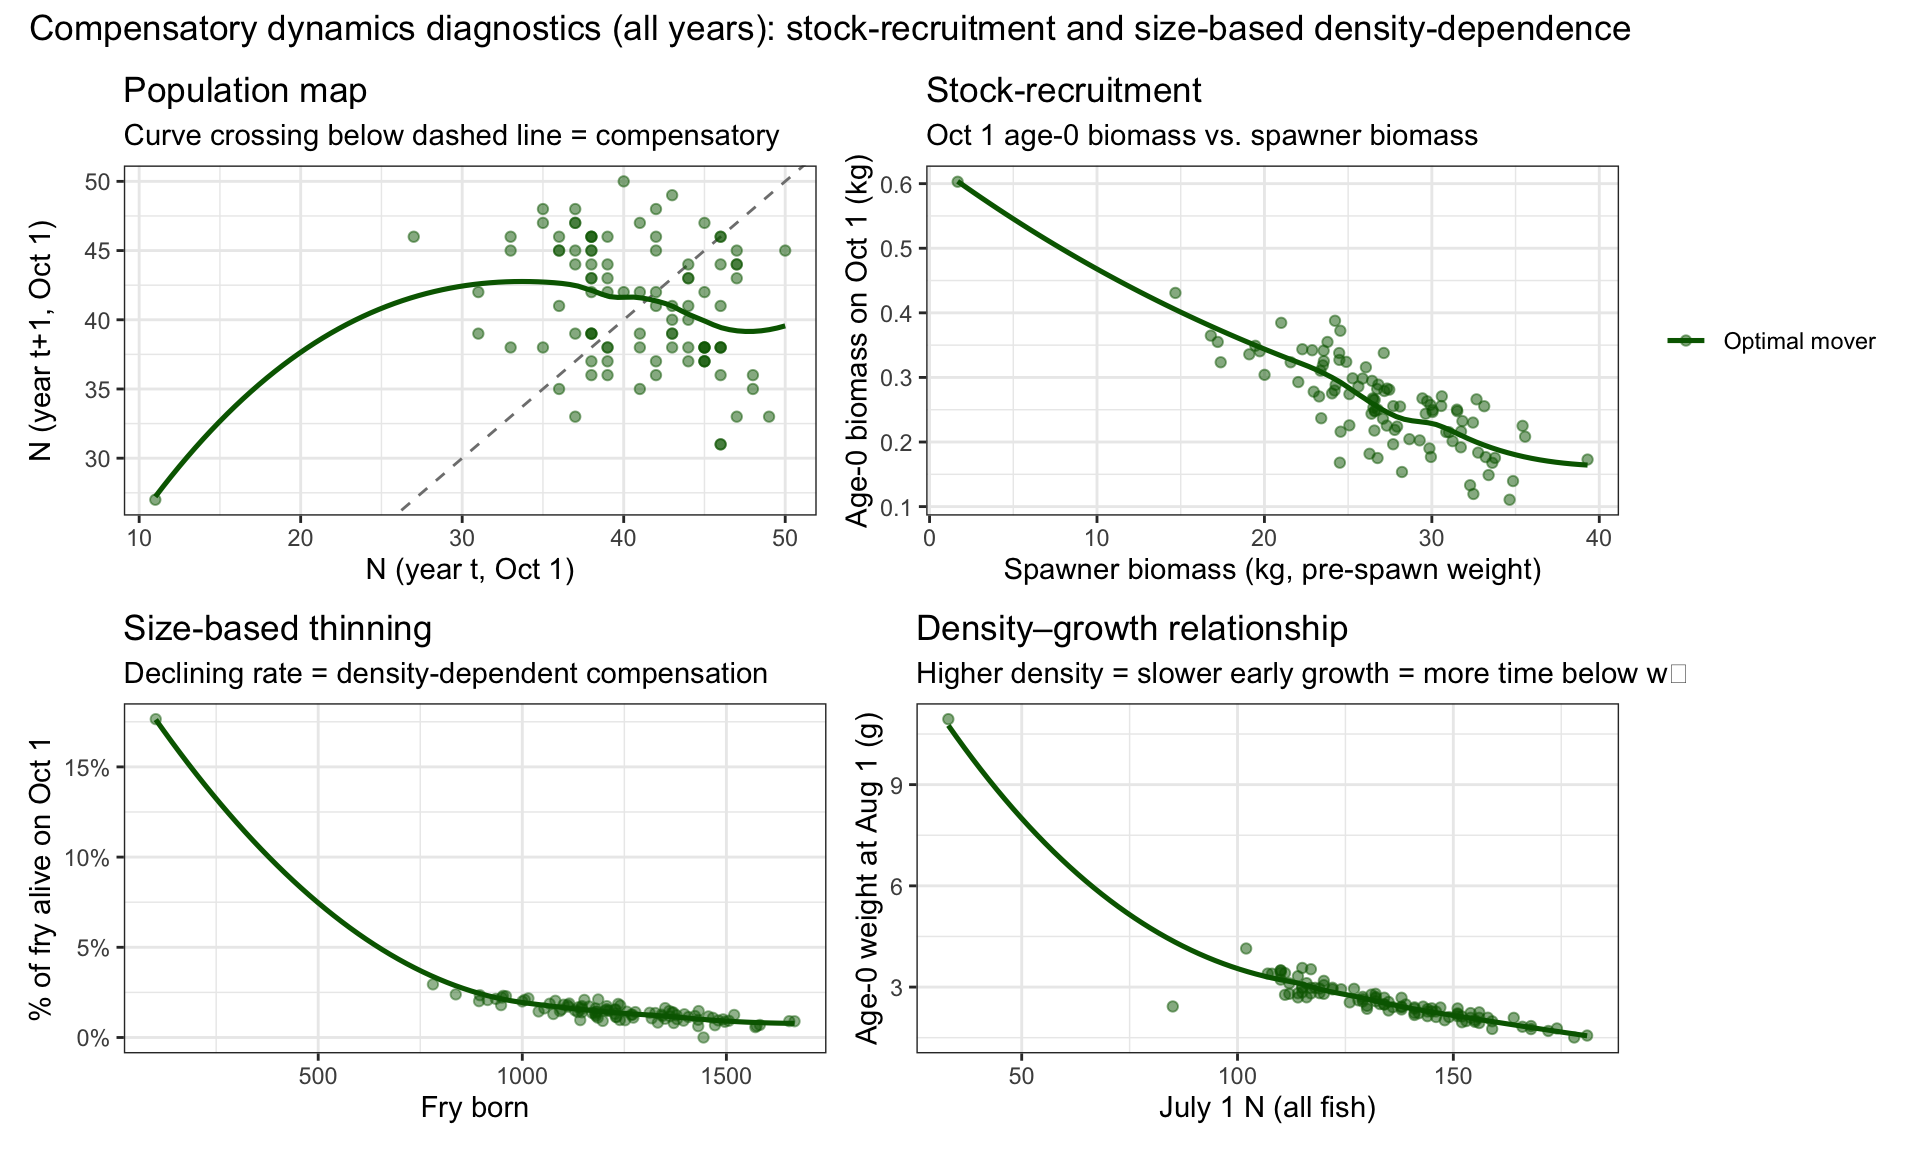 Compensatory dynamics diagnostics (all years): stock-recruitment and size-based density-dependence
Population map
Curve crossing below dashed line = compensatory
50
45
40
35
30
N (year t+1, Oct 1)
10
20
30
40
50
N (year t, Oct 1)
Stock-recruitment
Oct 1 age-0 biomass vs. spawner biomass
0.6
0.5
0.4
0.3
0.2
0.1
Age-0 biomass on Oct 1 (kg)
0
10
20
30
40
Spawner biomass (kg, pre-spawn weight)
Optimal mover
Size-based thinning
Declining rate = density-dependent compensation
15%
10%
5%
0%
% of fry alive on Oct 1
500
1000
1500
Fry born
Density–growth relationship
Higher density = slower early growth = more time below w□
9
6
3
Age-0 weight at Aug 1 (g)
50
100
150
July 1 N (all fish)